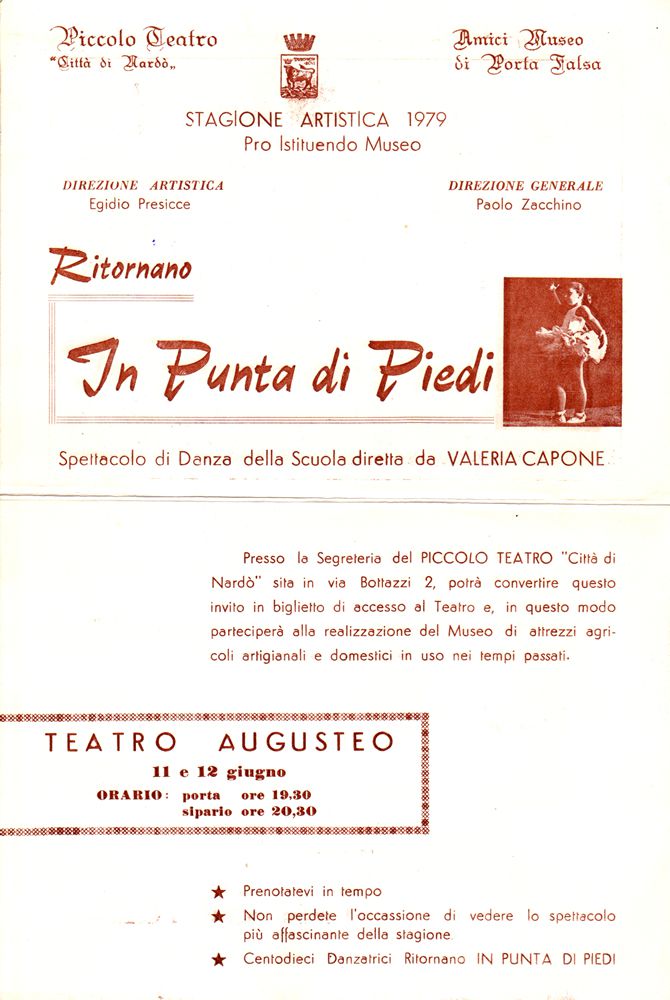 Piccolo Teatro
"Città di Nardò„
Amici Museo
di Porta Falsa
STAGIONE ARTISTICA 1979
Pro Istituendo Museo
DIREZIONE ARTISTICA
Egidio Presicce
DIREZIONE GENERALE
Paolo Zacchino
Ritornano
In Punta di Piedi
Spettacolo di Danza della Scuola diretta da VALERIA CAPONE
Presso la Segreteria del PICCOLO TEATRO "Città di
Nardò" sita in via Bottazzi 2, potrà convertire questo
invito in biglietto di accesso al Teatro e, in questo modo
parteciperà alla realizzazione del Museo di attrezzi agri-
coli artigianali e domestici in uso nei tempi passati.
TEATRO AUGUSTEO
11 e 12 giugno
ORARIO: porta ore 19,30
sipario ore 20,30
★ Prenotatevi in tempo
★ Non perdete l'occassione di vedere lo spettacolo
più affascinante della stagione
★ Centodieci Danzatrici Ritornano IN PUNTA DI PIEDI